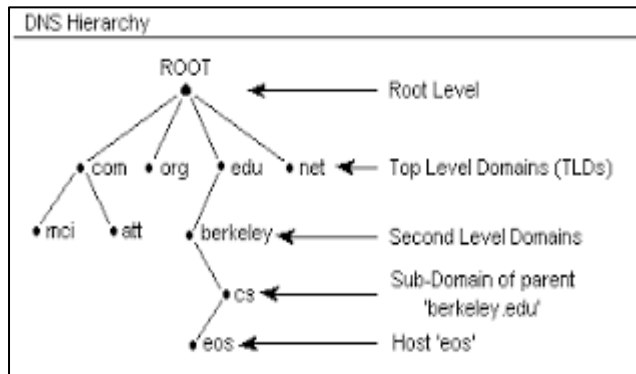 DNS Hierarchy
ROOT
Root Level
com org edu net Top Level Domains (TLDs)
mci att berkeley Second Level Domains
cs Sub-Domain of parent
'berkeley.edu'
eos Host 'eos'